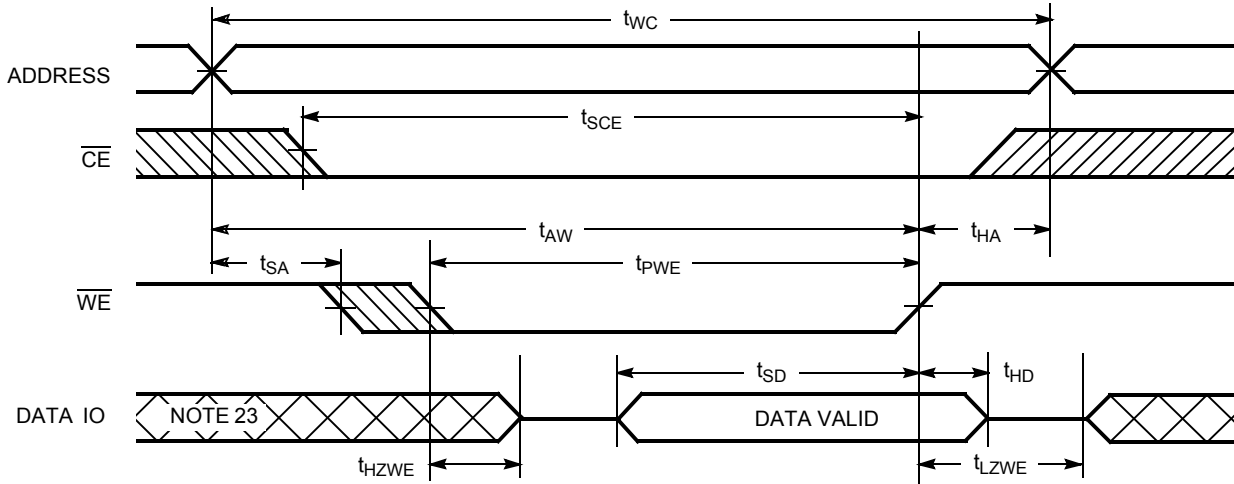 tWC
ADDRESS
tSCE
CE
tAW
tHA
tSA
tPWE
WE
tSD
tHD
DATA IO
NOTE 23
DATA VALID
tHZWE
tLZWE